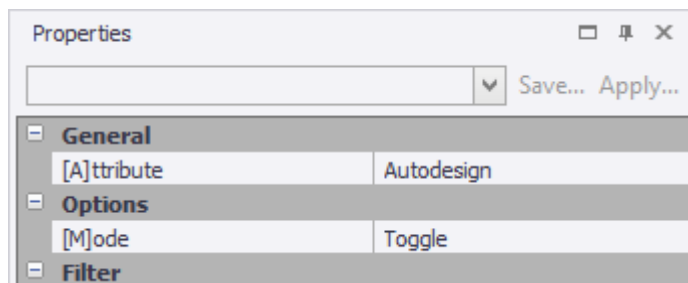 Properties
Save... Apply...
General
[A]ttribute Autodesign
Options
[M]ode Toggle
Filter